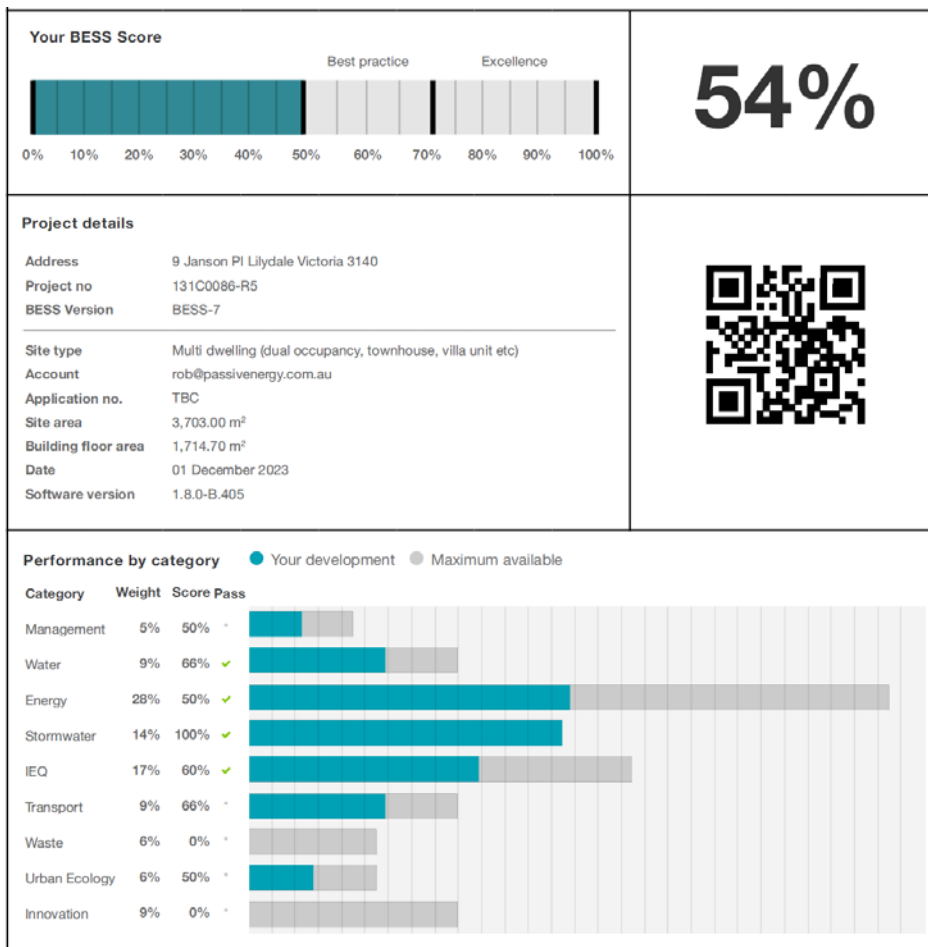 Your BESS Score
Best practice Excellence
0% 10% 20% 30% 40% 50% 60% 70% 80% 90% 100%
54%
Project details
Address 9 Janson Pl Lilydale Victoria 3140
Project no 131C0086-R5
BESS Version BESS-7
Site type Multi dwelling (dual occupancy, townhouse, villa unit etc)
Account rob@passivenergy.com.au
Application no. TBC
Site area 3,703.00 m²
Building floor area 1,714.70 m²
Date 01 December 2023
Software version 1.8.0-B.405
Performance by category Your development Maximum available
Category Weight Score Pass
Management 5% 50% •
Water 9% 66% ✔
Energy 28% 50% ✔
Stormwater 14% 100% ✔
IEQ 17% 60% ✔
Transport 9% 66% •
Waste 6% 0% •
Urban Ecology 6% 50% •
Innovation 9% 0% •